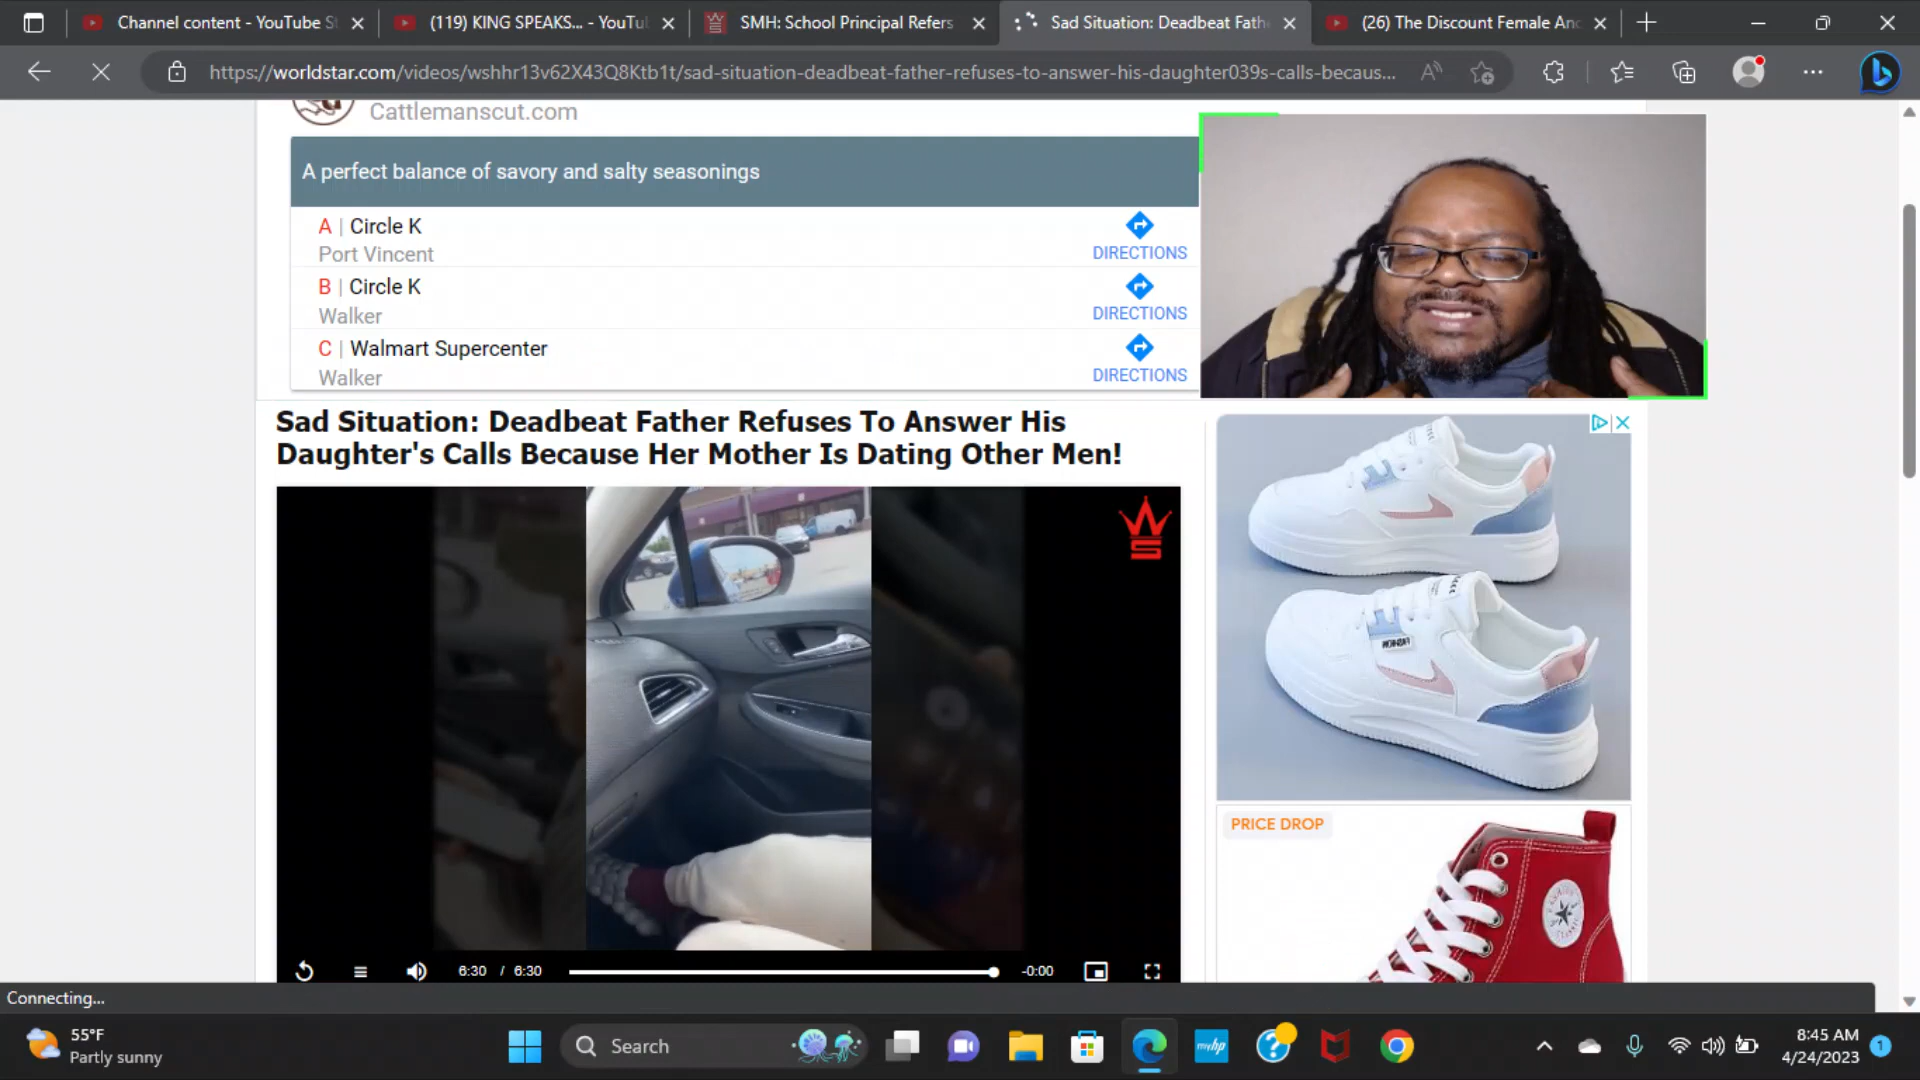 Channel content - YouTube S
(119) KING SPEAKS... - YouTu
SMH: School Principal Refers
Sad Situation: Deadbeat Fath
(26) The Discount Female An
https://worldstar.com/videos/wshhr13v62X43Q8Ktb1t/sad-situation-deadbeat-father-refuses-to-answer-his-daughter039s-calls-becaus...
Cattlemanscut.com
A perfect balance of savory and salty seasonings
A | Circle K
Port Vincent
DIRECTIONS
B | Circle K
Walker
DIRECTIONS
C | Walmart Supercenter
Walker
DIRECTIONS
Sad Situation: Deadbeat Father Refuses To Answer His
Daughter's Calls Because Her Mother Is Dating Other Men!
6:30 / 6:30
-0:00
PRICE DROP
Connecting...
55°F
Partly sunny
Search
myhp
8:45 AM
4/24/2023
1